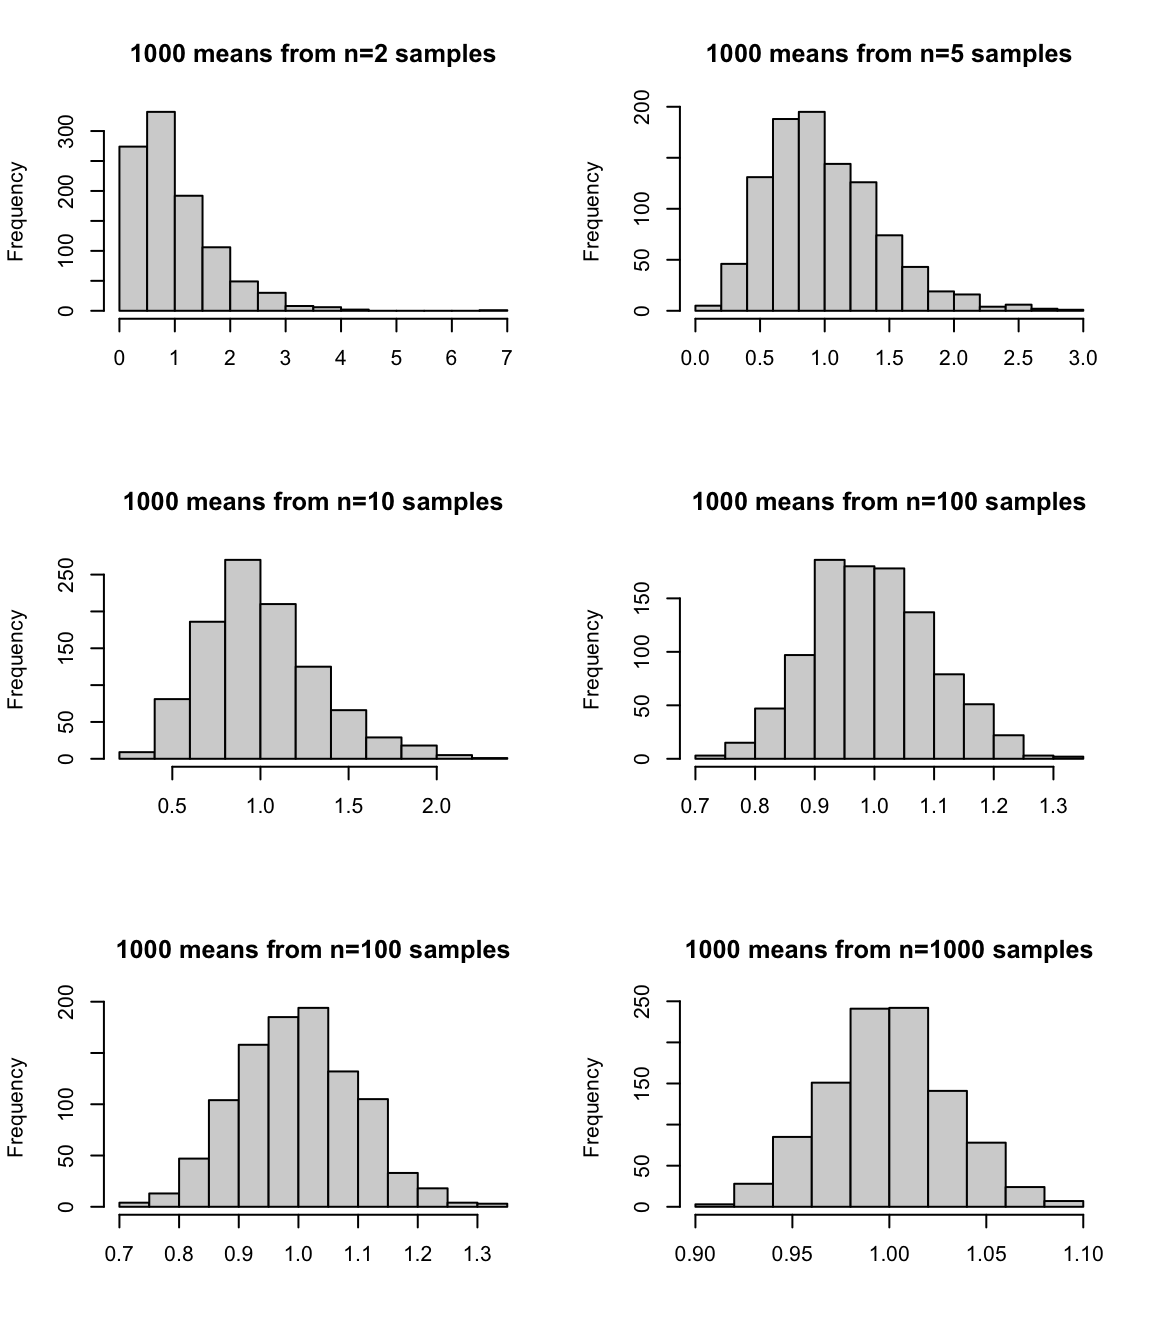 1000 means from n=2 samples
Frequency
0 100 200 300
0 1 2 3 4 5 6 7
1000 means from n=5 samples
Frequency
0 50 100 200
0.0 0.5 1.0 1.5 2.0 2.5 3.0
1000 means from n=10 samples
Frequency
0 50 150 250
0.5 1.0 1.5 2.0
1000 means from n=100 samples
Frequency
0 50 100 150
0.7 0.8 0.9 1.0 1.1 1.2 1.3
1000 means from n=100 samples
Frequency
0 50 100 200
0.7 0.8 0.9 1.0 1.1 1.2 1.3
1000 means from n=1000 samples
Frequency
0 50 150 250
0.90 0.95 1.00 1.05 1.10